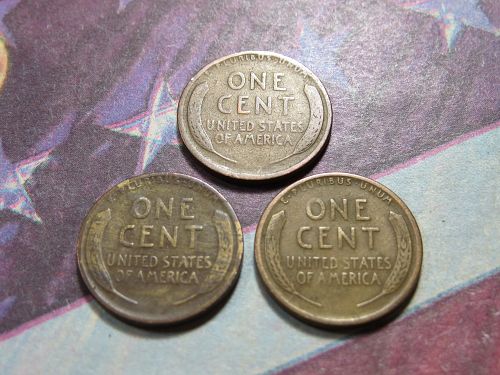 E·PLURIBUS·UNUM
ONE
CENT
UNITED STATES
OF AMERICA
PLURIBUS
ONE
CENT
UNITED STATES
OF AMERICA
E·PLURIBUS·UNUM
ONE
CENT
UNITED STATES
OF AMERICA